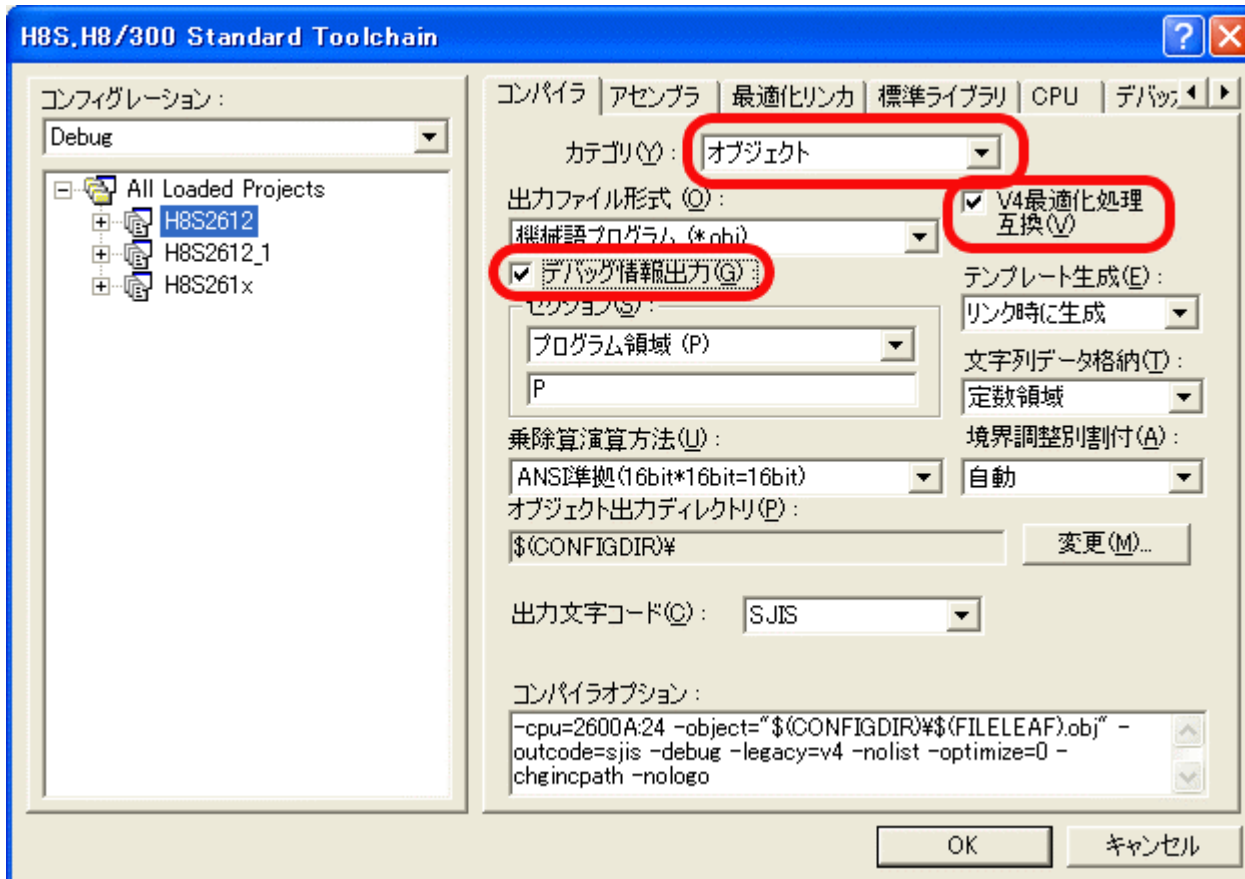 H8S,H8/300 Standard Toolchain
コンフィグレーション :
Debug
All Loaded Projects
H8S2612
H8S2612_1
H8S261x
コンパイラ アセンブラ 最適化リンカ 標準ライブラリ CPU デバッ
カテゴリ(Y) : オブジェクト
出力ファイル形式 (O) :
機械語プログラム (*.obj)
V4最適化処理
互換(V)
デバッグ情報出力(G) :
テンプレート生成(E) :
リンク時に生成
セクション(S) :
プログラム領域 (P)
P
文字列データ格納(T) :
定数領域
乗除算演算方法(U) :
ANSI準拠(16bit*16bit=16bit)
境界調整別割付(A) :
自動
オブジェクト出力ディレクトリ(P) :
$(CONFIGDIR)¥
変更(M)...
出力文字コード(C) : SJIS
コンパイラオプション :
-cpu=2600A:24 -object="$(CONFIGDIR)¥$(FILELEAF).obj" -
outcode=sjis -debug -legacy=v4 -nolist -optimize=0 -
chgincpath -nologo
OK キャンセル